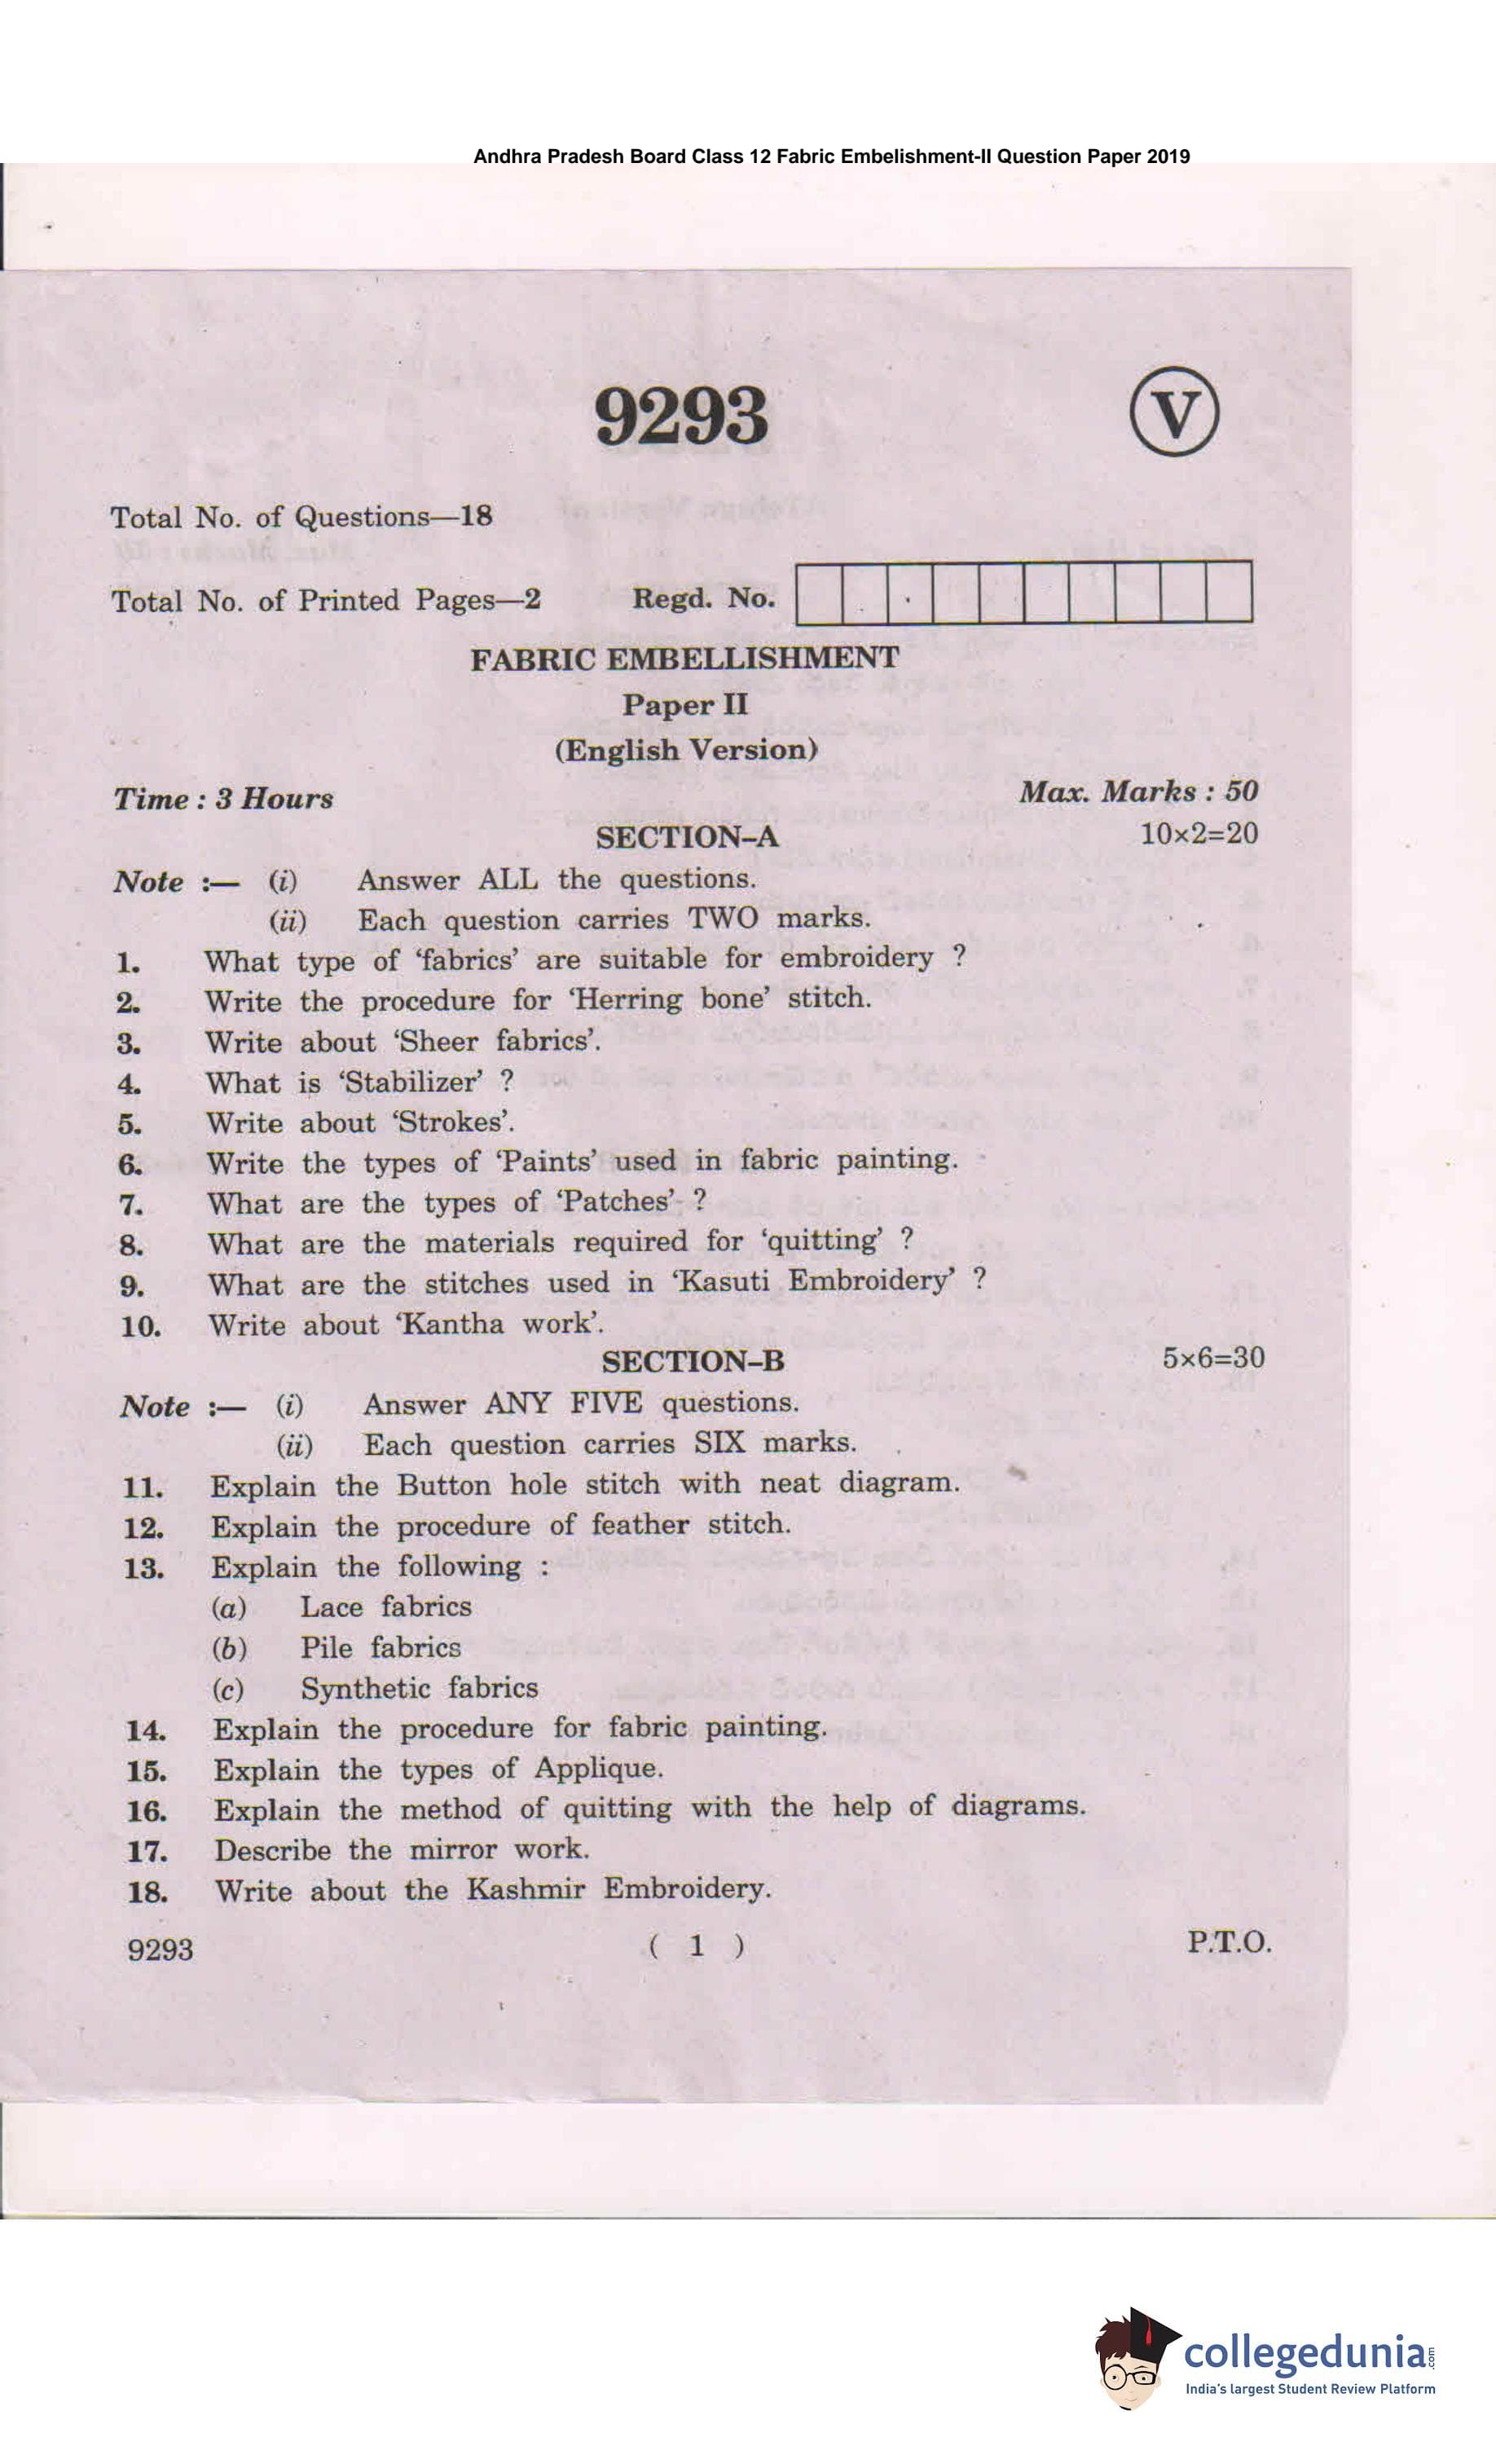 Andhra Pradesh Board Class 12 Fabric Embelishment-II Question Paper 2019
9293
V
Total No. of Questions—18
Total No. of Printed Pages—2 Regd. No.
FABRIC EMBELLISHMENT
Paper II
(English Version)
Time : 3 Hours Max. Marks : 50
SECTION–A 10×2=20
Note :— (i) Answer ALL the questions.
(ii) Each question carries TWO marks.
1. What type of ‘fabrics’ are suitable for embroidery ?
2. Write the procedure for ‘Herring bone’ stitch.
3. Write about ‘Sheer fabrics’.
4. What is ‘Stabilizer’ ?
5. Write about ‘Strokes’.
6. Write the types of ‘Paints’ used in fabric painting.
7. What are the types of ‘Patches’ ?
8. What are the materials required for ‘quitting’ ?
9. What are the stitches used in ‘Kasuti Embroidery’ ?
10. Write about ‘Kantha work’.
SECTION–B 5×6=30
Note :— (i) Answer ANY FIVE questions.
(ii) Each question carries SIX marks.
11. Explain the Button hole stitch with neat diagram.
12. Explain the procedure of feather stitch.
13. Explain the following :
(a) Lace fabrics
(b) Pile fabrics
(c) Synthetic fabrics
14. Explain the procedure for fabric painting.
15. Explain the types of Applique.
16. Explain the method of quitting with the help of diagrams.
17. Describe the mirror work.
18. Write about the Kashmir Embroidery.
9293 ( 1 ) P.T.O.
collegedunia.com
India's largest Student Review Platform